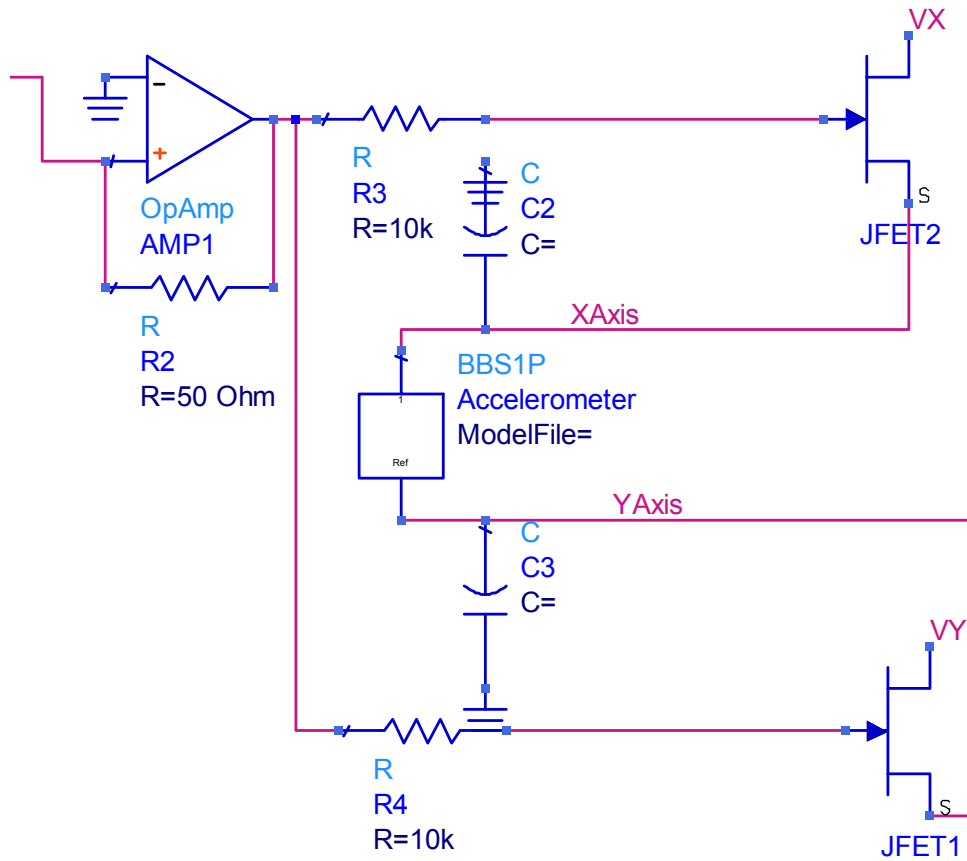 VX
−
+
OpAmp
AMP1
R
R3
R=10k
C
C2
C=
S
JFET2
R
R2
R=50 Ohm
XAxis
BBS1P
Accelerometer
ModelFile=
1
Ref
YAxis
C
C3
C=
VY
R
R4
R=10k
S
JFET1